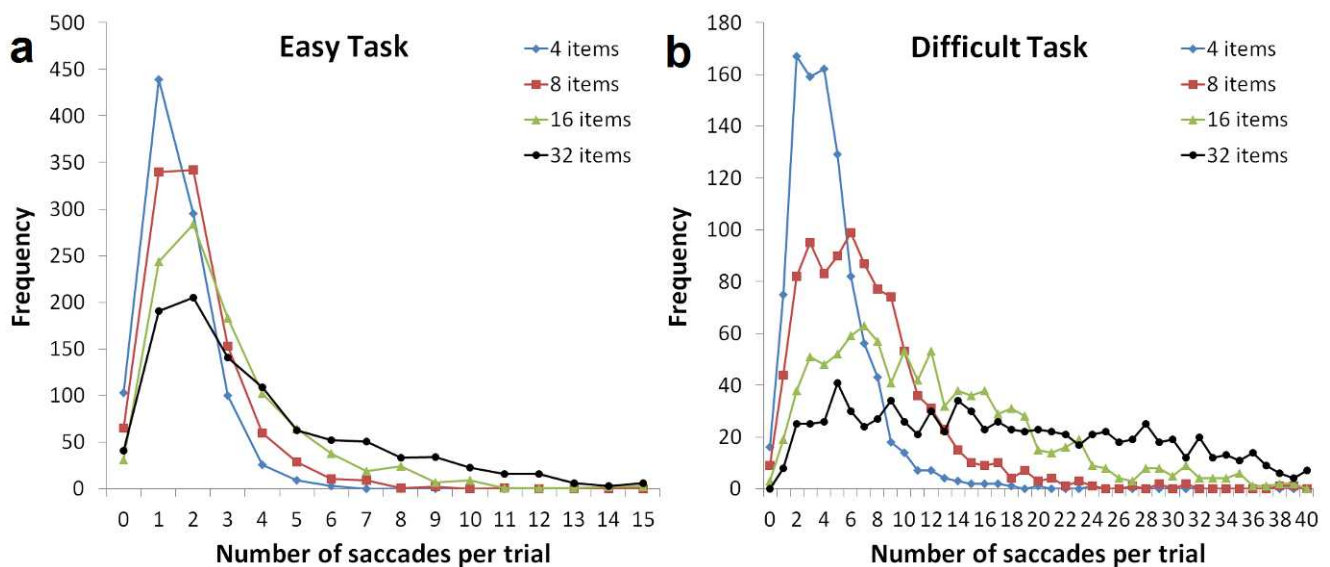 a
Easy Task
4 items
8 items
16 items
32 items
500
450
400
350
300
250
200
150
100
50
0
Frequency
0 1 2 3 4 5 6 7 8 9 10 11 12 13 14 15
Number of saccades per trial
b
Difficult Task
4 items
8 items
16 items
32 items
180
160
140
120
100
80
60
40
20
0
Frequency
0 2 4 6 8 10 12 14 16 18 20 22 24 26 28 30 32 34 36 38 40
Number of saccades per trial